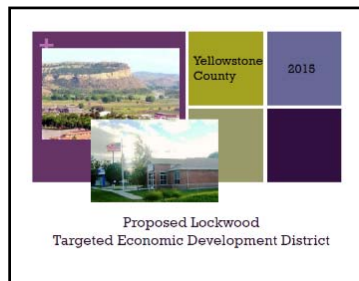 +
Yellowstone
County
2015
Proposed Lockwood
Targeted Economic Development District